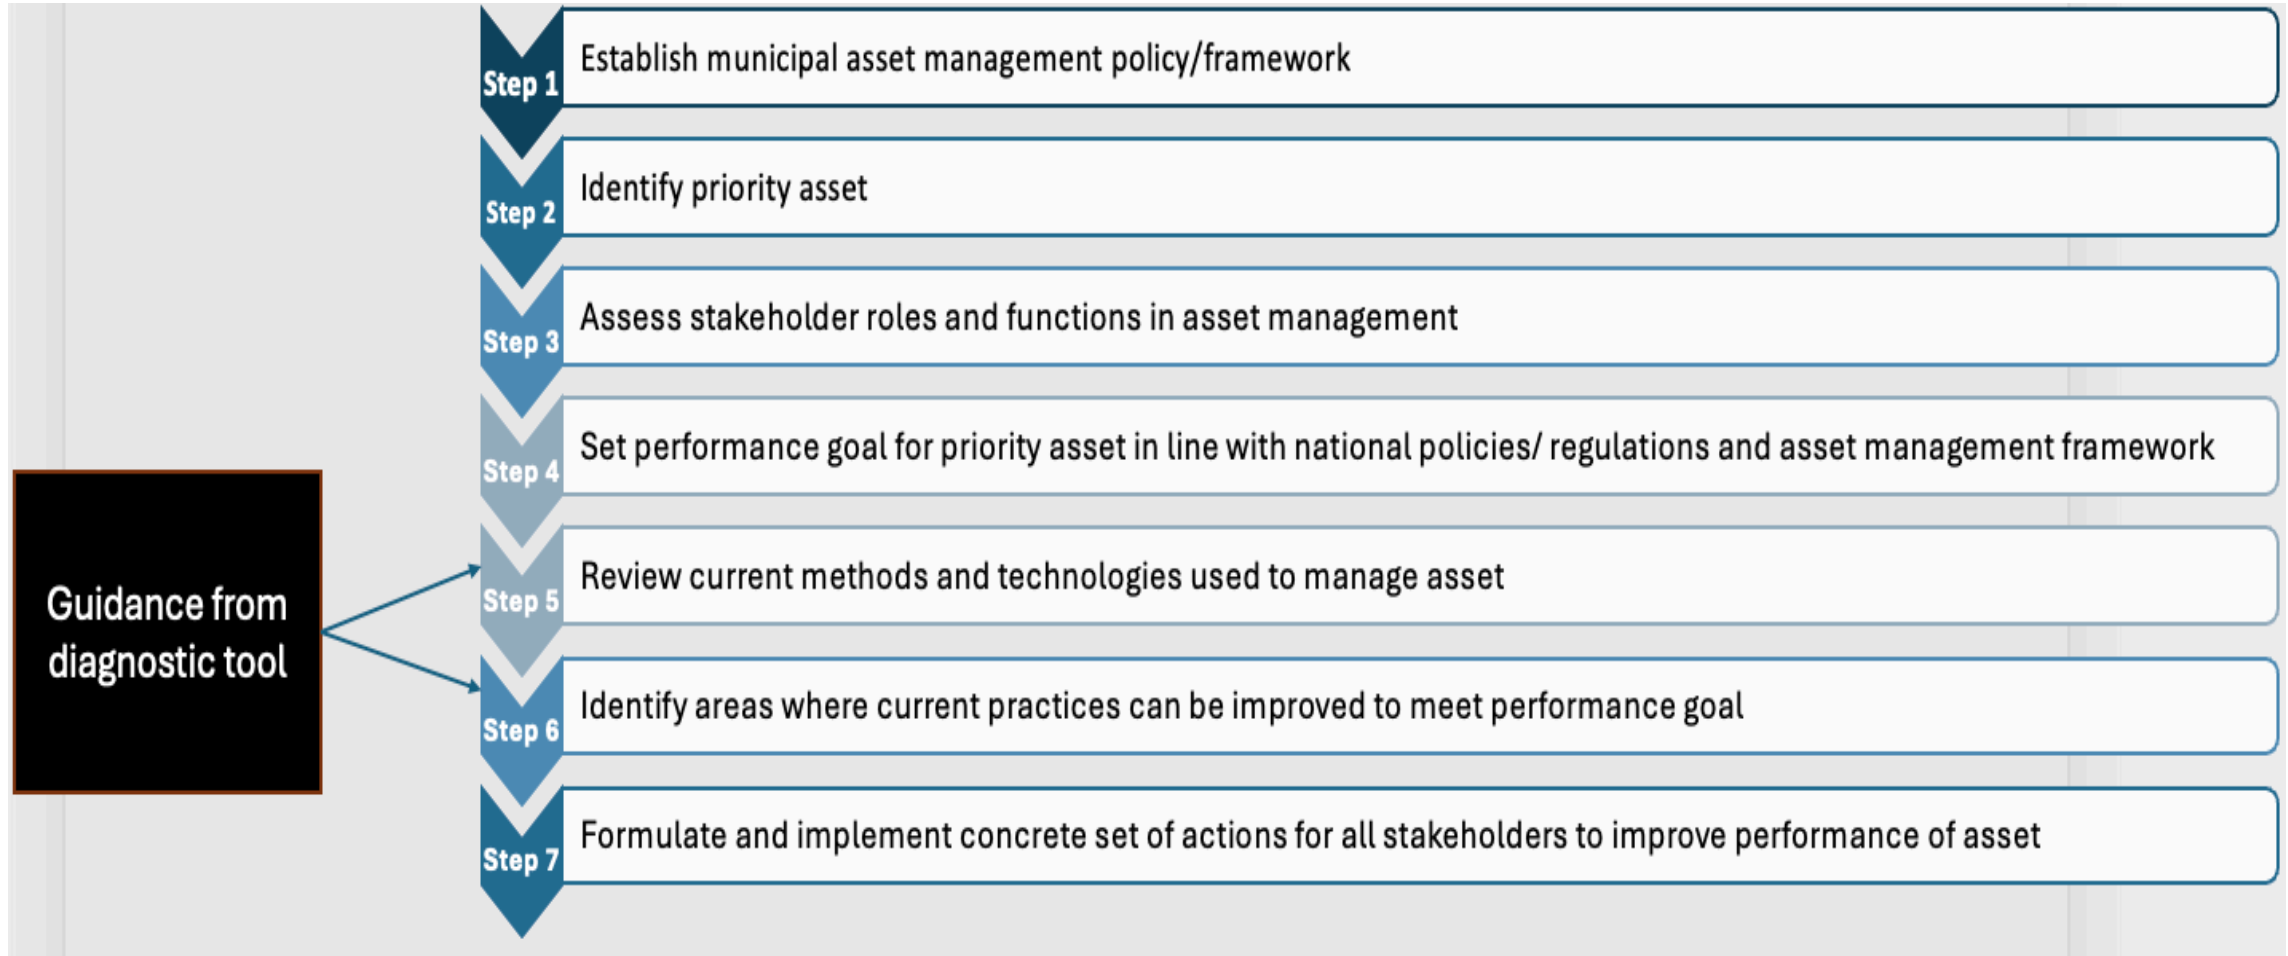 Step 1
Establish municipal asset management policy/framework
Step 2
Identify priority asset
Step 3
Assess stakeholder roles and functions in asset management
Step 4
Set performance goal for priority asset in line with national policies/ regulations and asset management framework
Guidance from
diagnostic tool
Step 5
Review current methods and technologies used to manage asset
Step 6
Identify areas where current practices can be improved to meet performance goal
Step 7
Formulate and implement concrete set of actions for all stakeholders to improve performance of asset